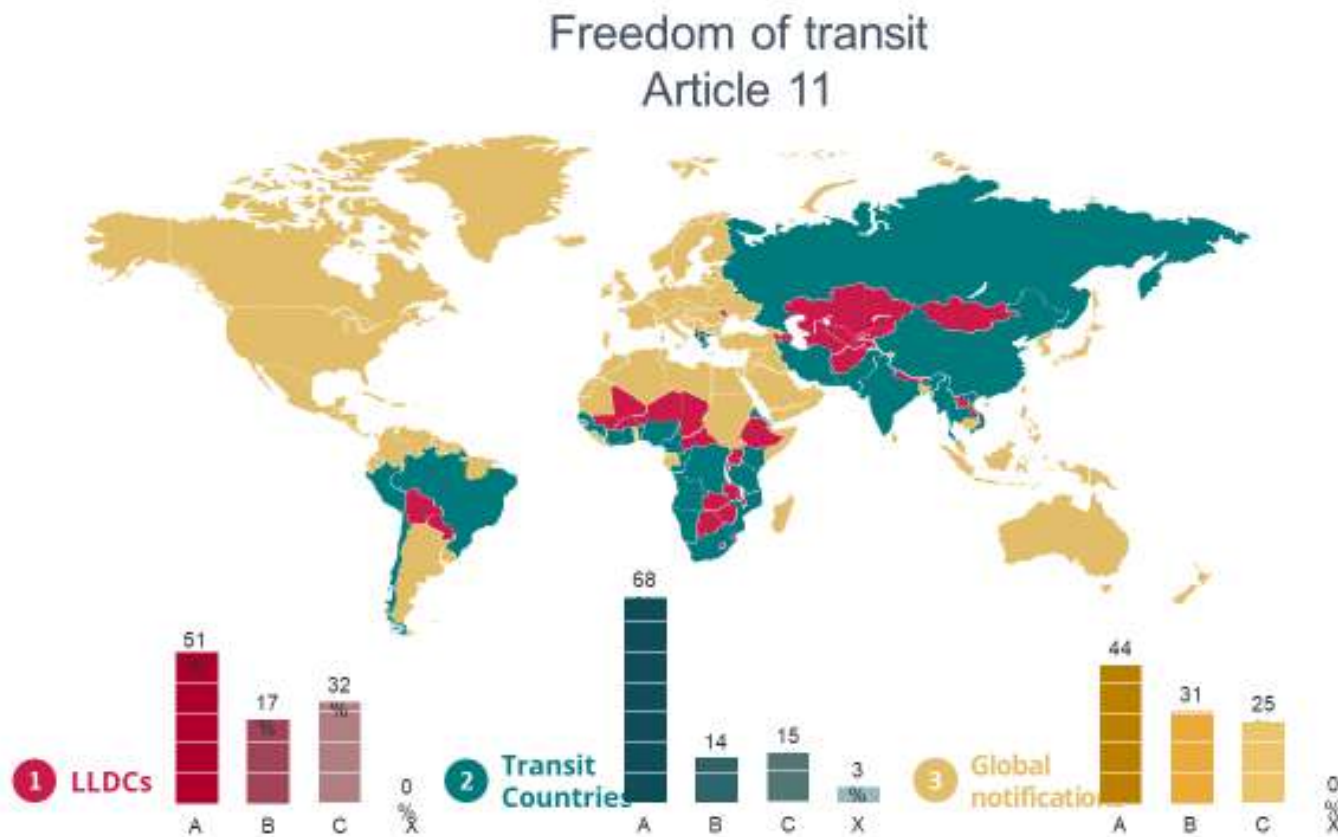 Freedom of transit
Article 11
51
%
17
%
32
%
0
%
A
B
C
X
1 LLDCs
68
14
15
3
%
A
B
C
X
2 Transit
Countries
44
31
25
0
%
A
B
C
X
3 Global